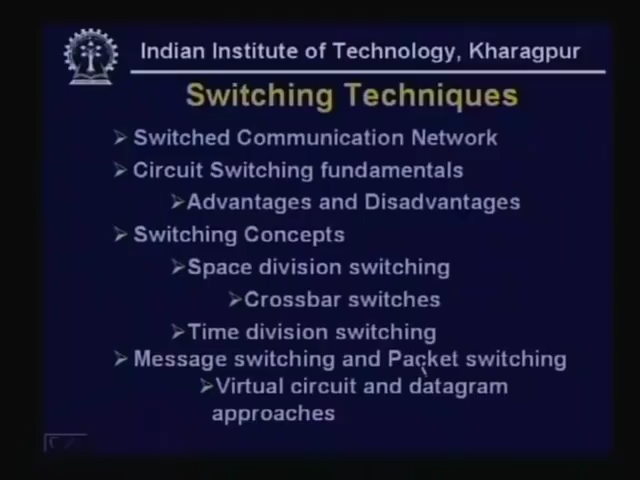 Indian Institute of Technology, Kharagpur
Switching Techniques
Switched Communication Network
Circuit Switching fundamentals
Advantages and Disadvantages
Switching Concepts
Space division switching
Crossbar switches
Time division switching
Message switching and Packet switching
Virtual circuit and datagram
approaches